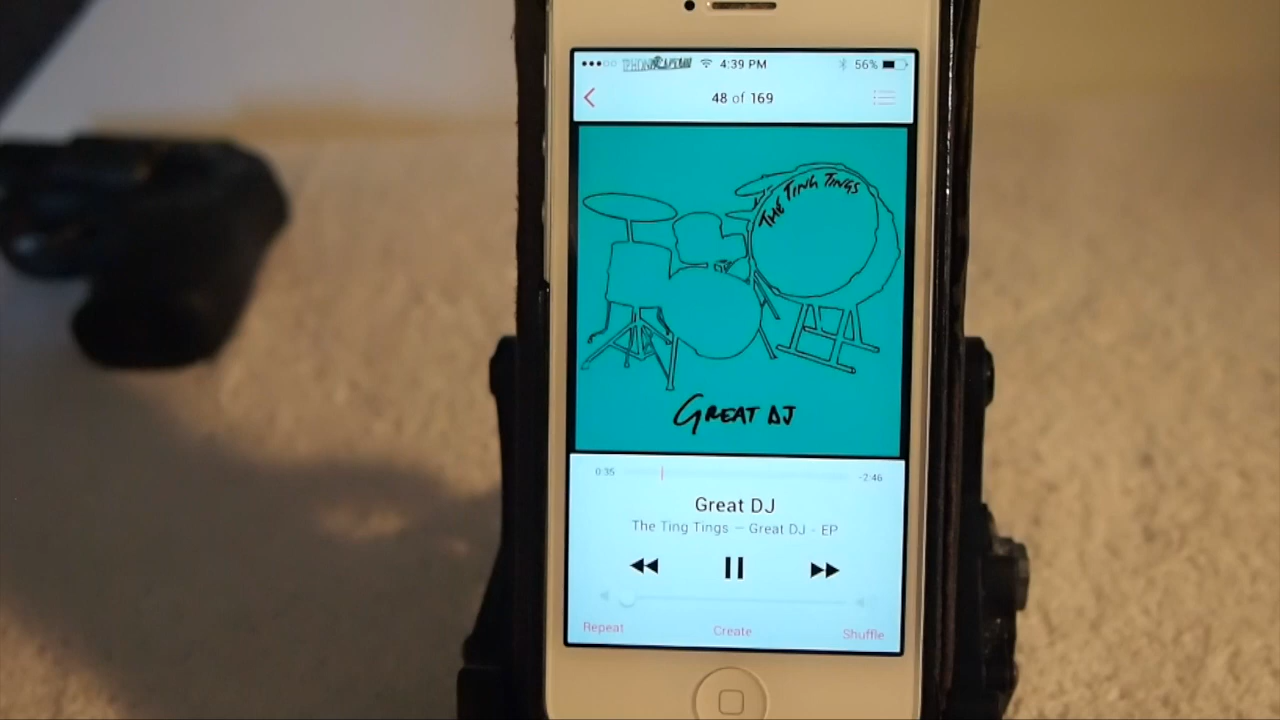 4:39 PM 56%
48 of 169
THE TING TINGS
GREAT DJ
0:35 -2:46
Great DJ
The Ting Tings — Great DJ - EP
Repeat Create Shuffle